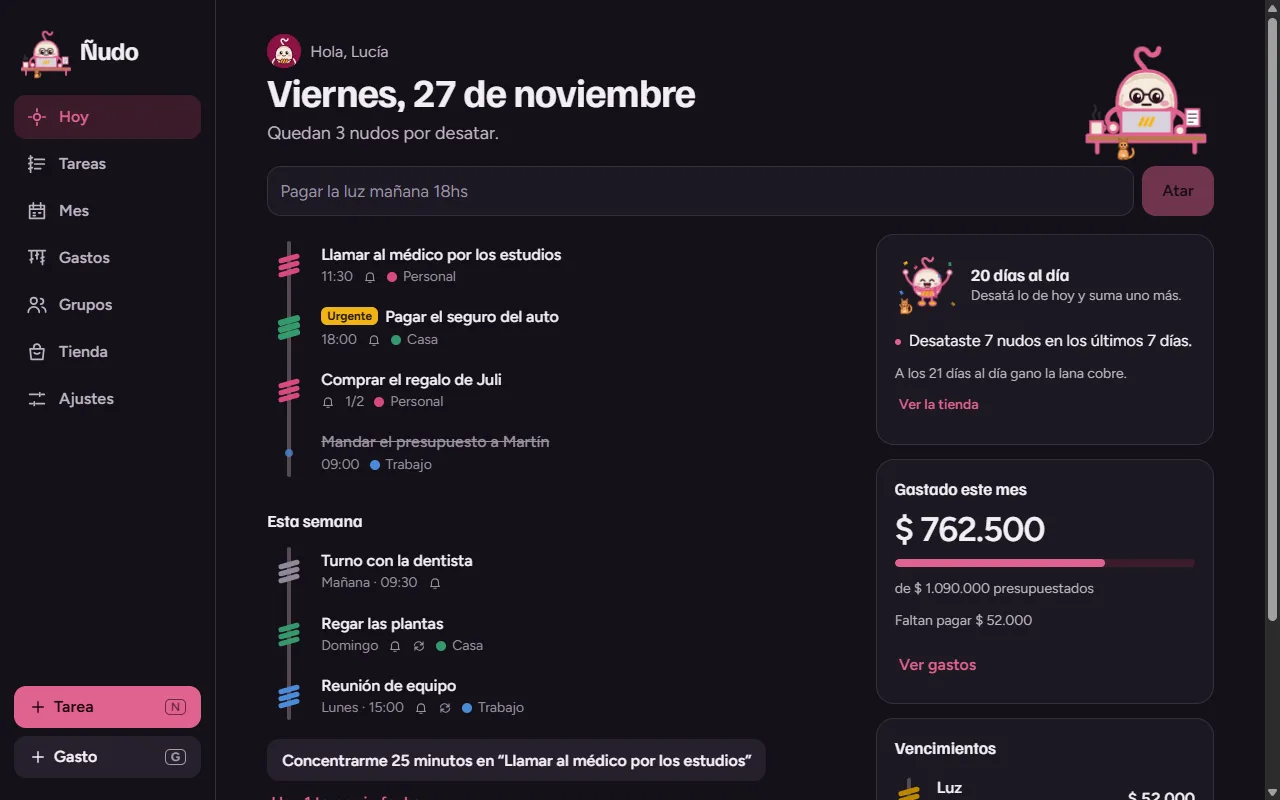 Ñudo
Hoy
Tareas
Mes
Gastos
Grupos
Tienda
Ajustes
Tarea N
Gasto G
Hola, Lucía
Viernes, 27 de noviembre
Quedan 3 nudos por desatar.
Pagar la luz mañana 18hs
Atar
Llamar al médico por los estudios
11:30 Personal
Urgente Pagar el seguro del auto
18:00 Casa
Comprar el regalo de Juli
1/2 Personal
Mandar el presupuesto a Martín
09:00 Trabajo
Esta semana
Turno con la dentista
Mañana · 09:30
Regar las plantas
Domingo Casa
Reunión de equipo
Lunes · 15:00 Trabajo
Concentrarme 25 minutos en “Llamar al médico por los estudios”
20 días al día
Desatá lo de hoy y suma uno más.
Desataste 7 nudos en los últimos 7 días.
A los 21 días al día gano la lana cobre.
Ver la tienda
Gastado este mes
$ 762.500
de $ 1.090.000 presupuestados
Faltan pagar $ 52.000
Ver gastos
Vencimientos
Luz
$ 52.000